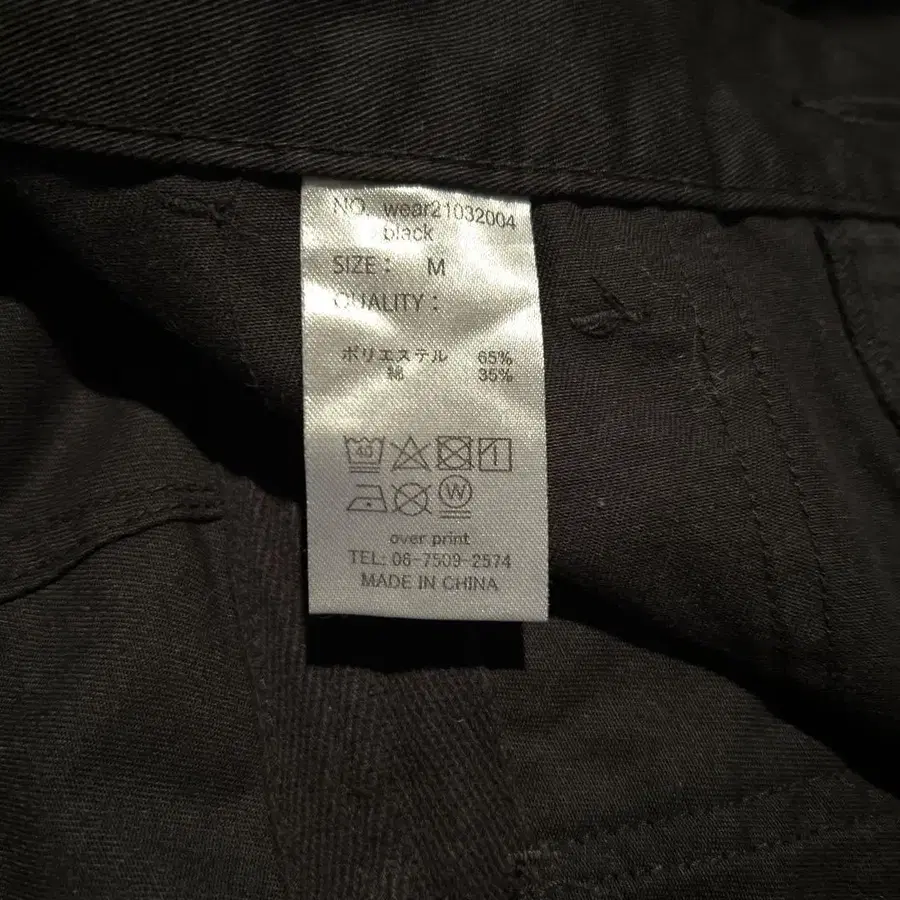 NO. wear21032004
black
SIZE: M
QUALITY:
ポリエステル 65%
綿 35%
40
W
over print
TEL: 06-7509-2574
MADE IN CHINA